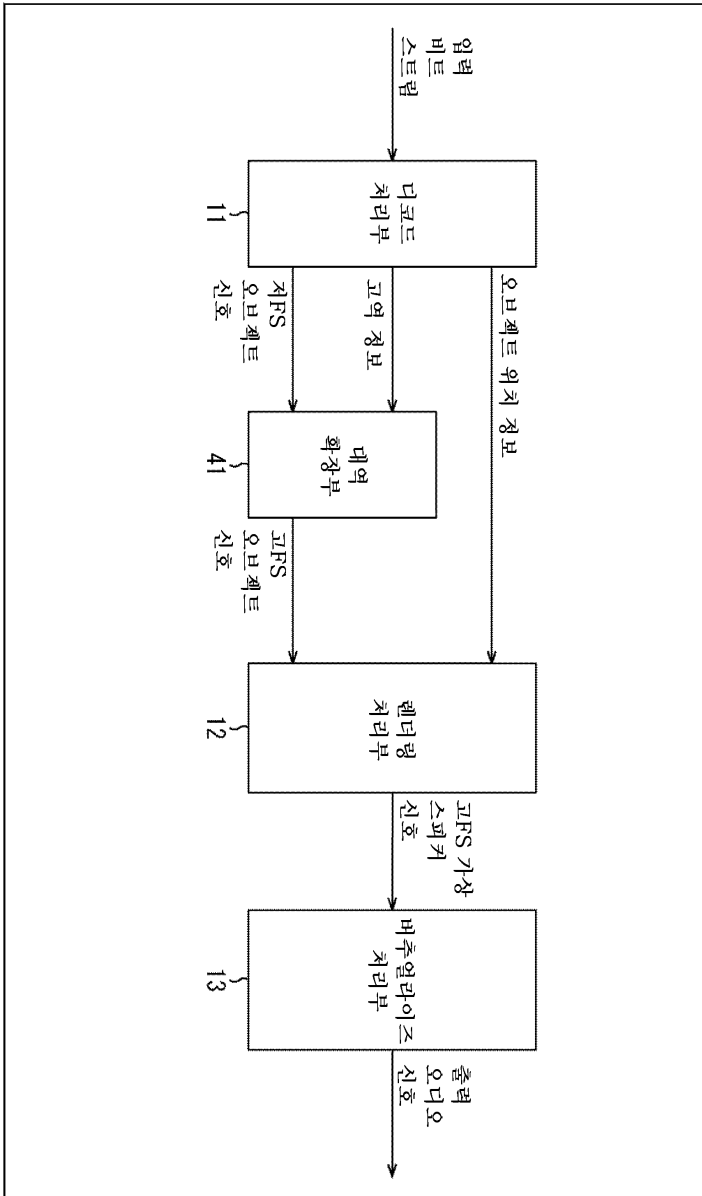 입력
비트
스트림
디코드
처리부
11
오브젝트 위치 정보
고역 정보
저FS
오브젝트
신호
대역
확장부
41
고FS
오브젝트
신호
렌더링
처리부
12
고FS 가상
스피커
신호
버추얼라이즈
처리부
13
출력
오디오
신호